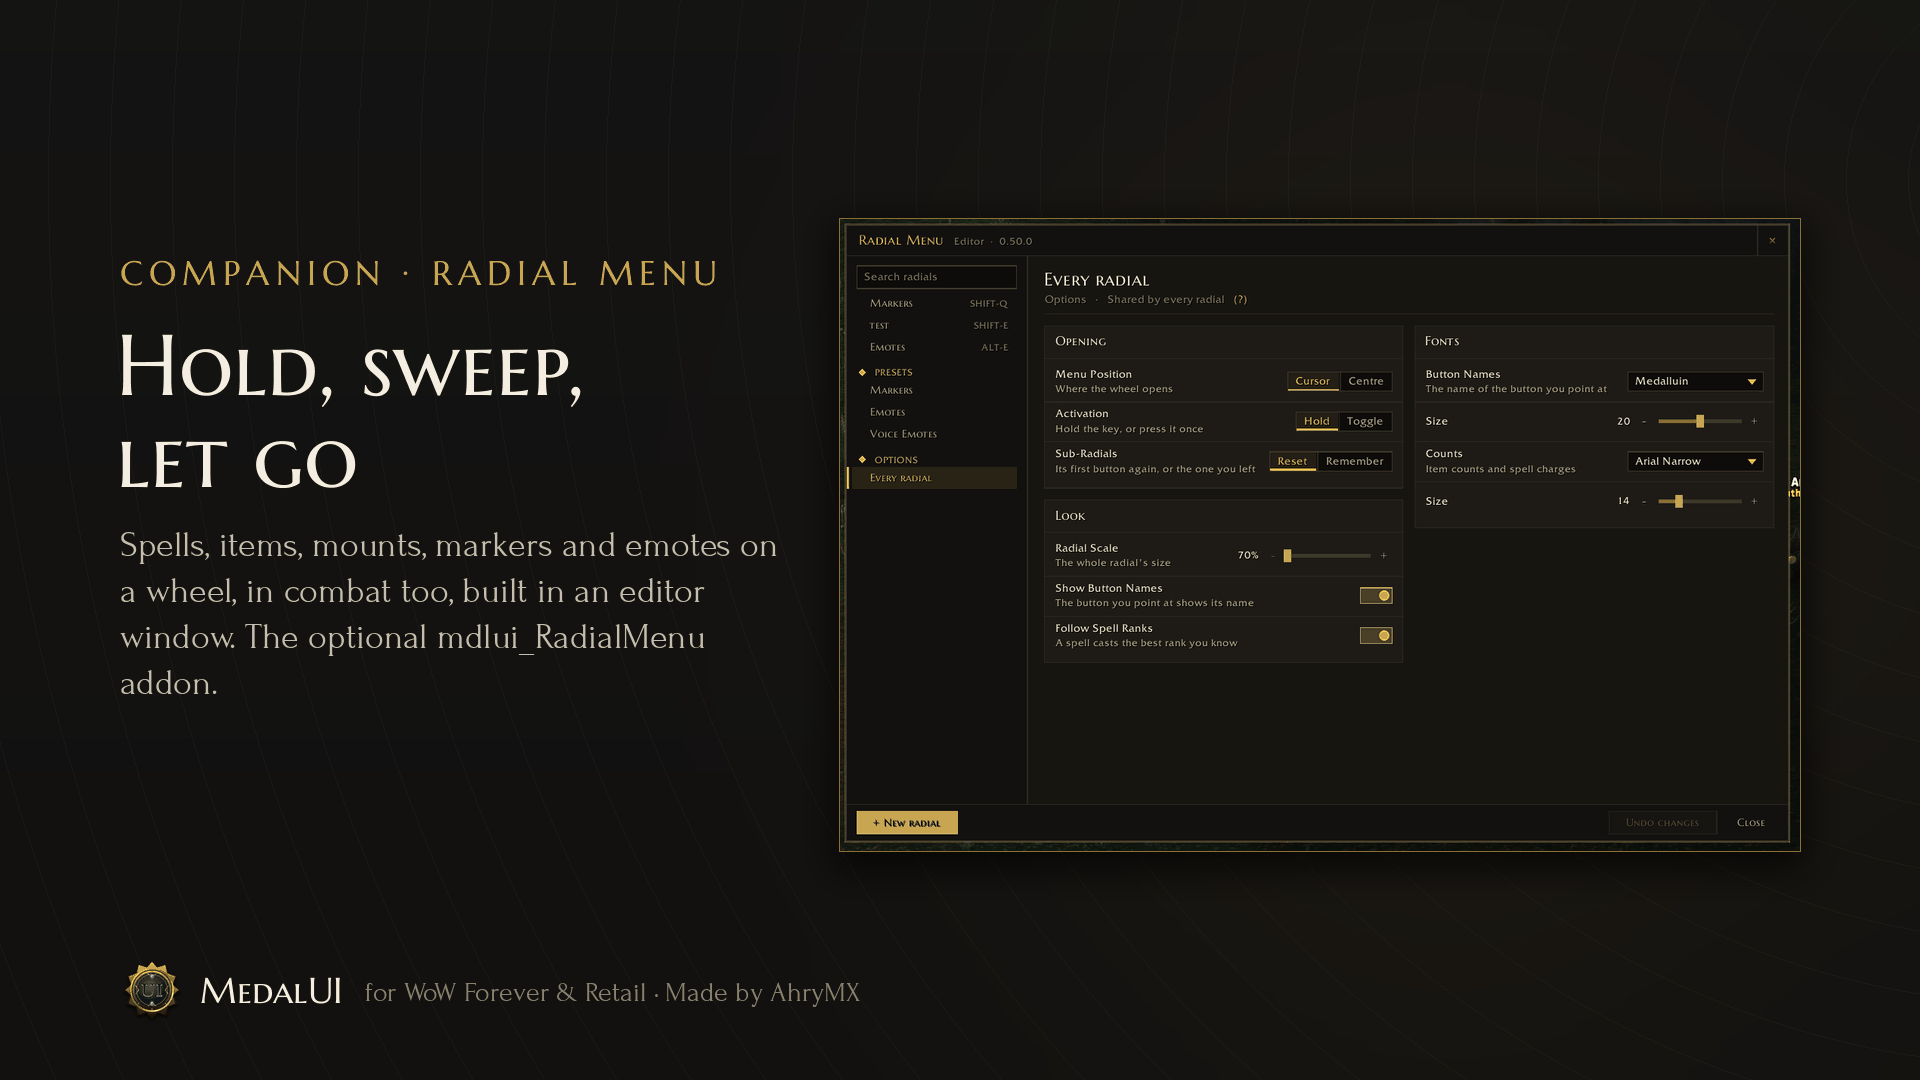 COMPANION · RADIAL MENU
Hold, sweep,
let go
Spells, items, mounts, markers and emotes on
a wheel, in combat too, built in an editor
window. The optional mdlui_RadialMenu
addon.
Radial Menu Editor · 0.50.0 ×
Search radials
Markers SHIFT-Q
test SHIFT-E
Emotes ALT-E
PRESETS
Markers
Emotes
Voice Emotes
OPTIONS
Every radial
Every radial
Options · Shared by every radial (?)
Opening
Menu Position
Where the wheel opens
Cursor Centre
Activation
Hold the key, or press it once
Hold Toggle
Sub-Radials
Its first button again, or the one you left
Reset Remember
Look
Radial Scale
The whole radial's size
70% - +
Show Button Names
The button you point at shows its name
Follow Spell Ranks
A spell casts the best rank you know
Fonts
Button Names
The name of the button you point at
Medalluin
Size 20 - +
Counts
Item counts and spell charges
Arial Narrow
Size 14 - +
+ New radial
Undo changes Close
UI
MedalUI for WoW Forever & Retail · Made by AhryMX